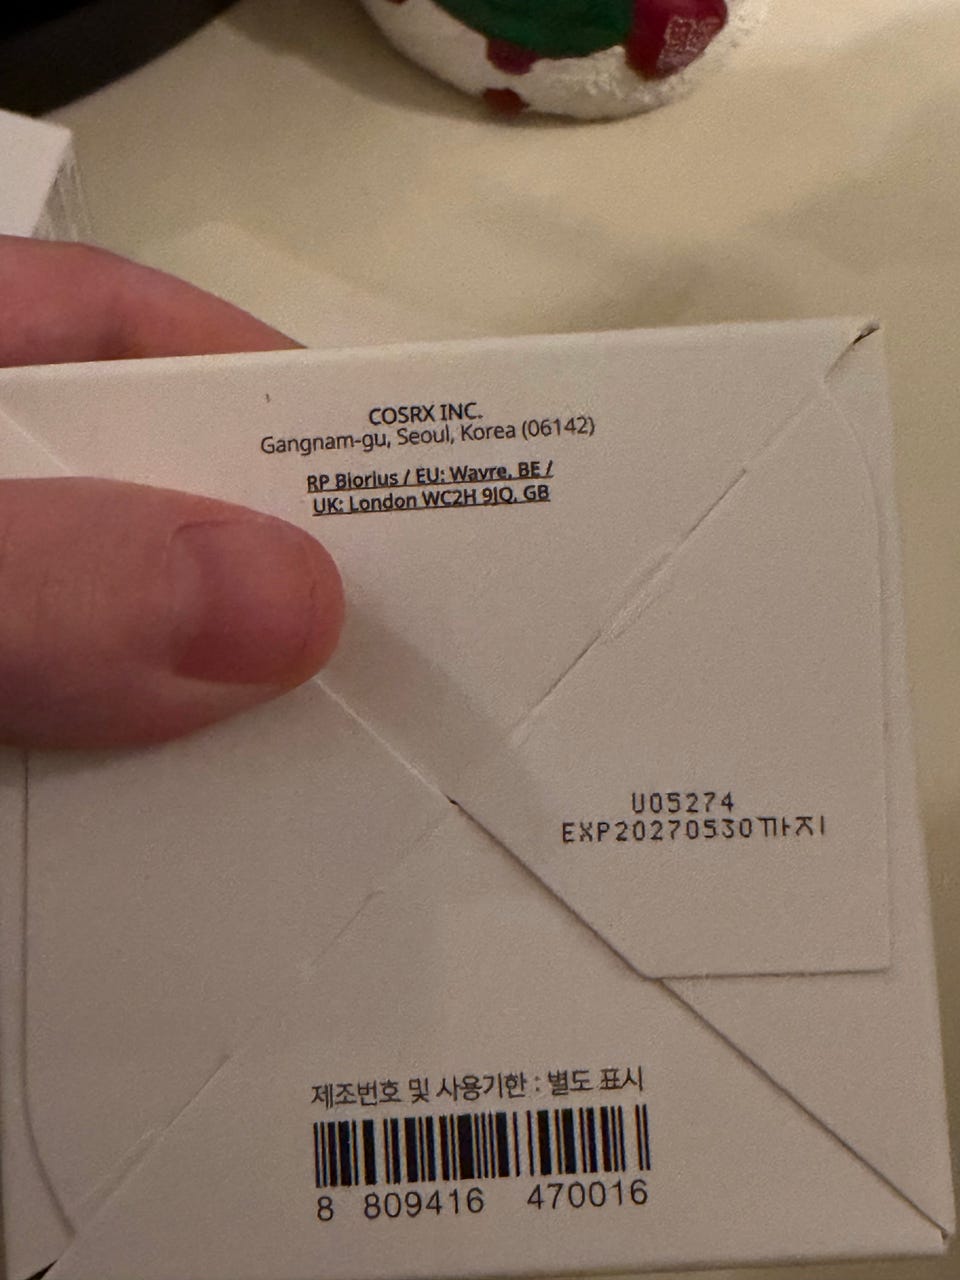 COSRX INC.
Gangnam-gu, Seoul, Korea (06142)
RP Biorius / EU: Wavre, BE /
UK: London WC2H 9JQ, GB
U05274
EXP20270530까지
제조번호 및 사용기한 : 별도 표시
8 809416 470016